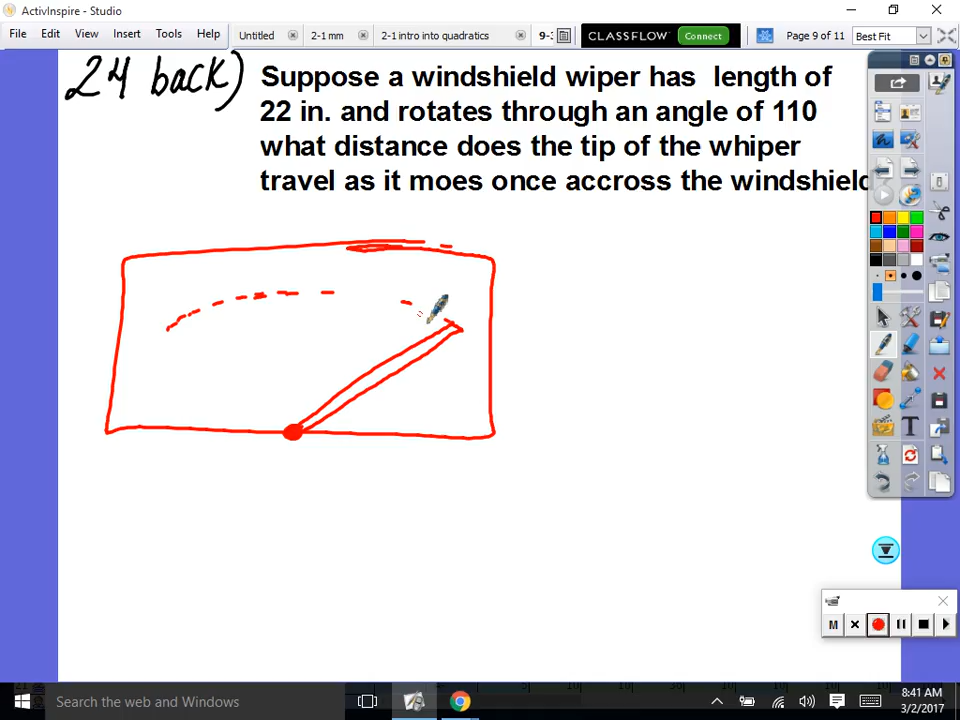 ActivInspire - Studio
File Edit View Insert Tools Help
Untitled
2-1 mm
2-1 intro into quadratics
9-
CLASSFLOW Connect
Page 9 of 11
Best Fit
24 back) Suppose a windshield wiper has length of
22 in. and rotates through an angle of 110
what distance does the tip of the whiper
travel as it moes once accross the windshield
M
Search the web and Windows
8:41 AM
3/2/2017